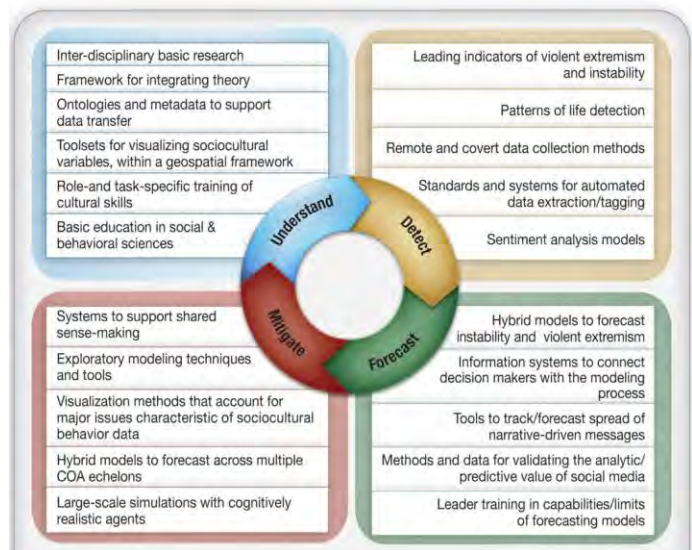 Inter-disciplinary basic research
Framework for integrating theory
Ontologies and metadata to support
data transfer
Toolsets for visualizing sociocultural
variables, within a geospatial framework
Role-and task-specific training of
cultural skills
Basic education in social &
behavioral sciences
Leading indicators of violent extremism
and instability
Patterns of life detection
Remote and covert data collection methods
Standards and systems for automated
data extraction/tagging
Sentiment analysis models
Understand
Detect
Mitigate
Forecast
Systems to support shared
sense-making
Exploratory modeling techniques
and tools
Visualization methods that account for
major issues characteristic of sociocultural
behavior data
Hybrid models to forecast across multiple
COA echelons
Large-scale simulations with cognitively
realistic agents
Hybrid models to forecast
instability and violent extremism
Information systems to connect
decision makers with the modeling
process
Tools to track/forecast spread of
narrative-driven messages
Methods and data for validating the analytic/
predictive value of social media
Leader training in capabilities/limits
of forecasting models